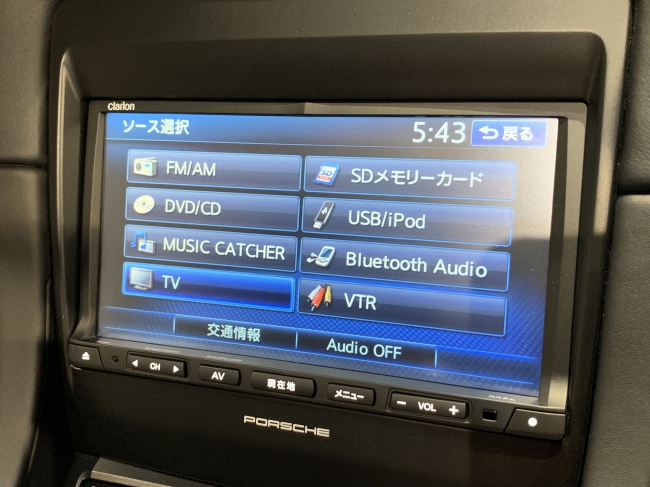 clarion
ソース選択
5:43
戻る
FM/AM
SDメモリーカード
DVD/CD
USB/iPod
MUSIC CATCHER
Bluetooth Audio
TV
VTR
交通情報
Audio OFF
CH
AV
現在地
メニュー
− VOL +
PORSCHE